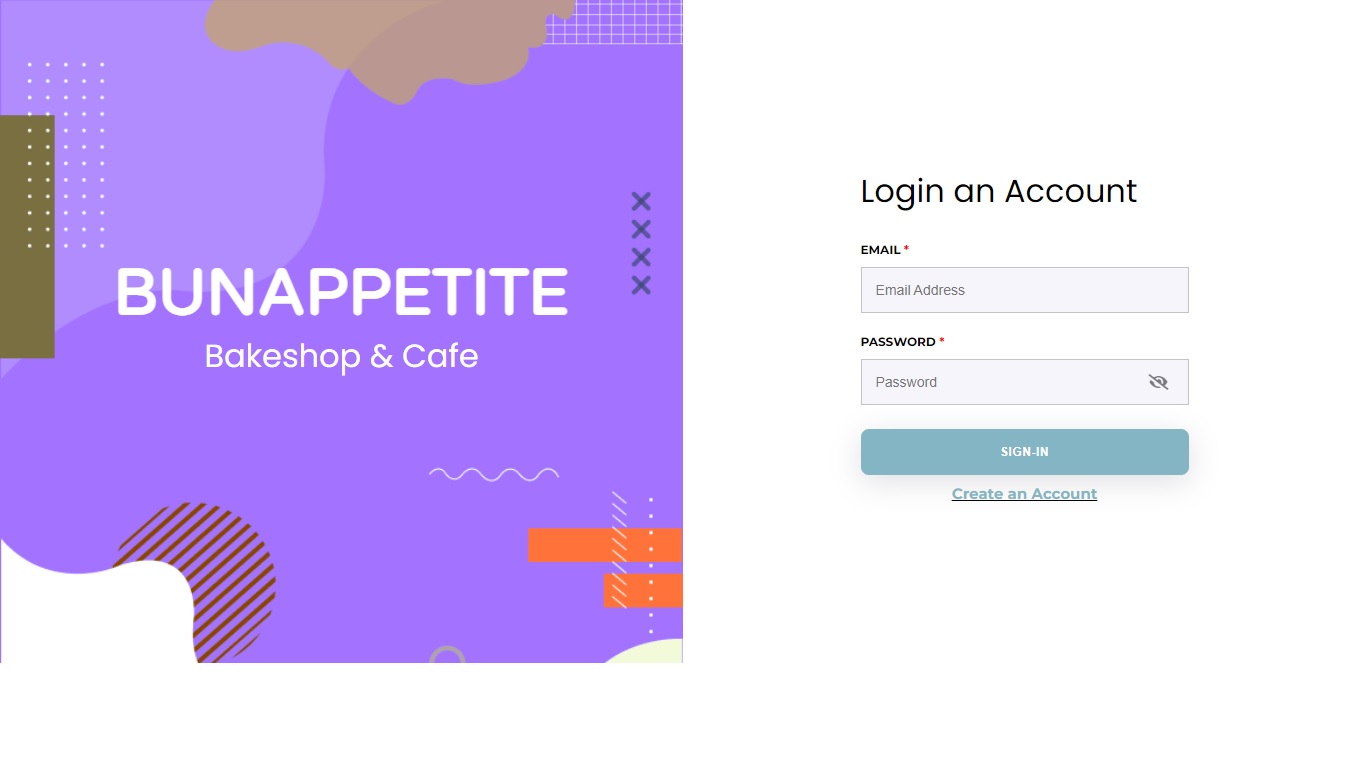 BUNAPPETITE
Bakeshop & Cafe
Login an Account
EMAIL *
Email Address
PASSWORD *
Password
SIGN-IN
Create an Account